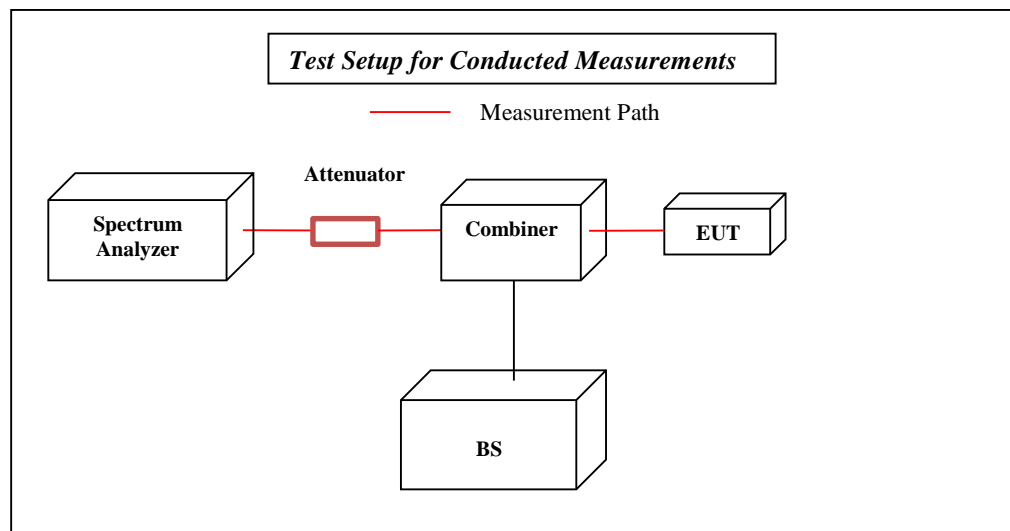 Test Setup for Conducted Measurements
Measurement Path
Attenuator
Spectrum
Analyzer
Combiner
EUT
BS